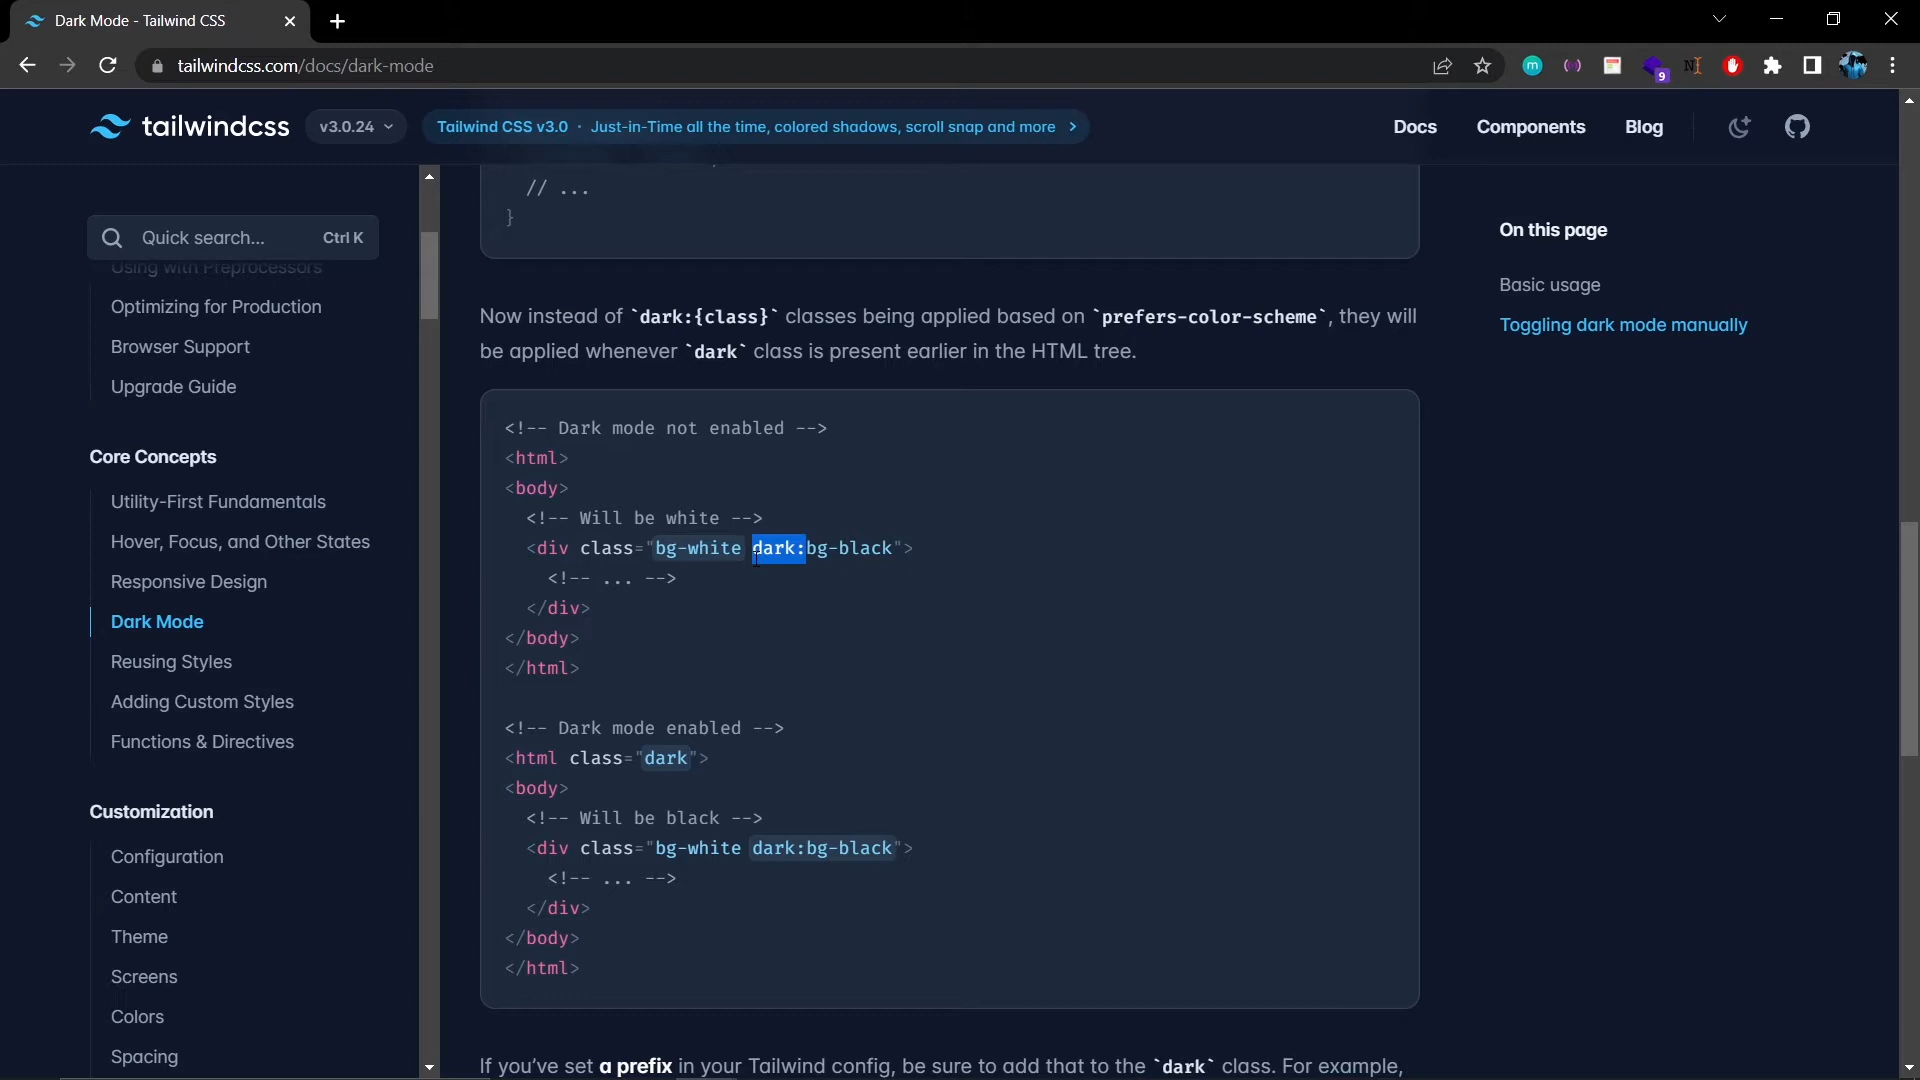 Dark Mode - Tailwind CSS
tailwindcss.com/docs/dark-mode
9
tailwindcss
v3.0.24
Tailwind CSS v3.0 · Just-in-Time all the time, colored shadows, scroll snap and more
Docs
Components
Blog
Quick search...
Ctrl K
Using with Preprocessors
Optimizing for Production
Browser Support
Upgrade Guide
Core Concepts
Utility-First Fundamentals
Hover, Focus, and Other States
Responsive Design
Dark Mode
Reusing Styles
Adding Custom Styles
Functions & Directives
Customization
Configuration
Content
Theme
Screens
Colors
Spacing
// ...
}
Now instead of `dark:{class}` classes being applied based on `prefers-color-scheme`, they will
be applied whenever `dark` class is present earlier in the HTML tree.
<!-- Dark mode not enabled -->
<html>
<body>
<!-- Will be white -->
<div class="bg-white dark:bg-black">
<!-- ... -->
</div>
</body>
</html>
<!-- Dark mode enabled -->
<html class="dark">
<body>
<!-- Will be black -->
<div class="bg-white dark:bg-black">
<!-- ... -->
</div>
</body>
</html>
If you've set a prefix in your Tailwind config, be sure to add that to the `dark` class. For example,
On this page
Basic usage
Toggling dark mode manually